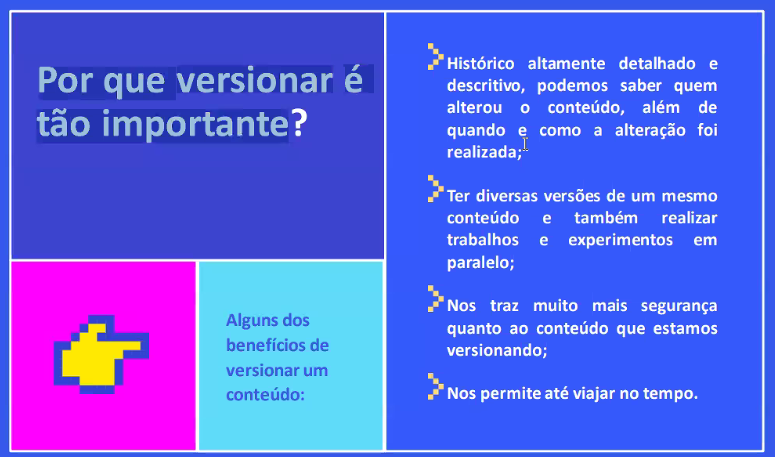 Por que versionar é
tão importante?
Alguns dos
benefícios de
versionar um
conteúdo:
Histórico altamente detalhado e
descritivo, podemos saber quem
alterou o conteúdo, além de
quando e como a alteração foi
realizada;
Ter diversas versões de um mesmo
conteúdo e também realizar
trabalhos e experimentos em
paralelo;
Nos traz muito mais segurança
quanto ao conteúdo que estamos
versionando;
Nos permite até viajar no tempo.